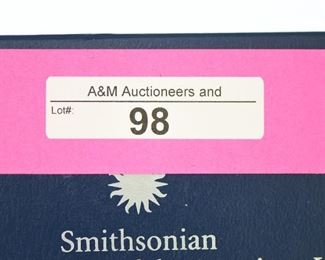 A&M Auctioneers and
Lot#:
98
Smithsonian